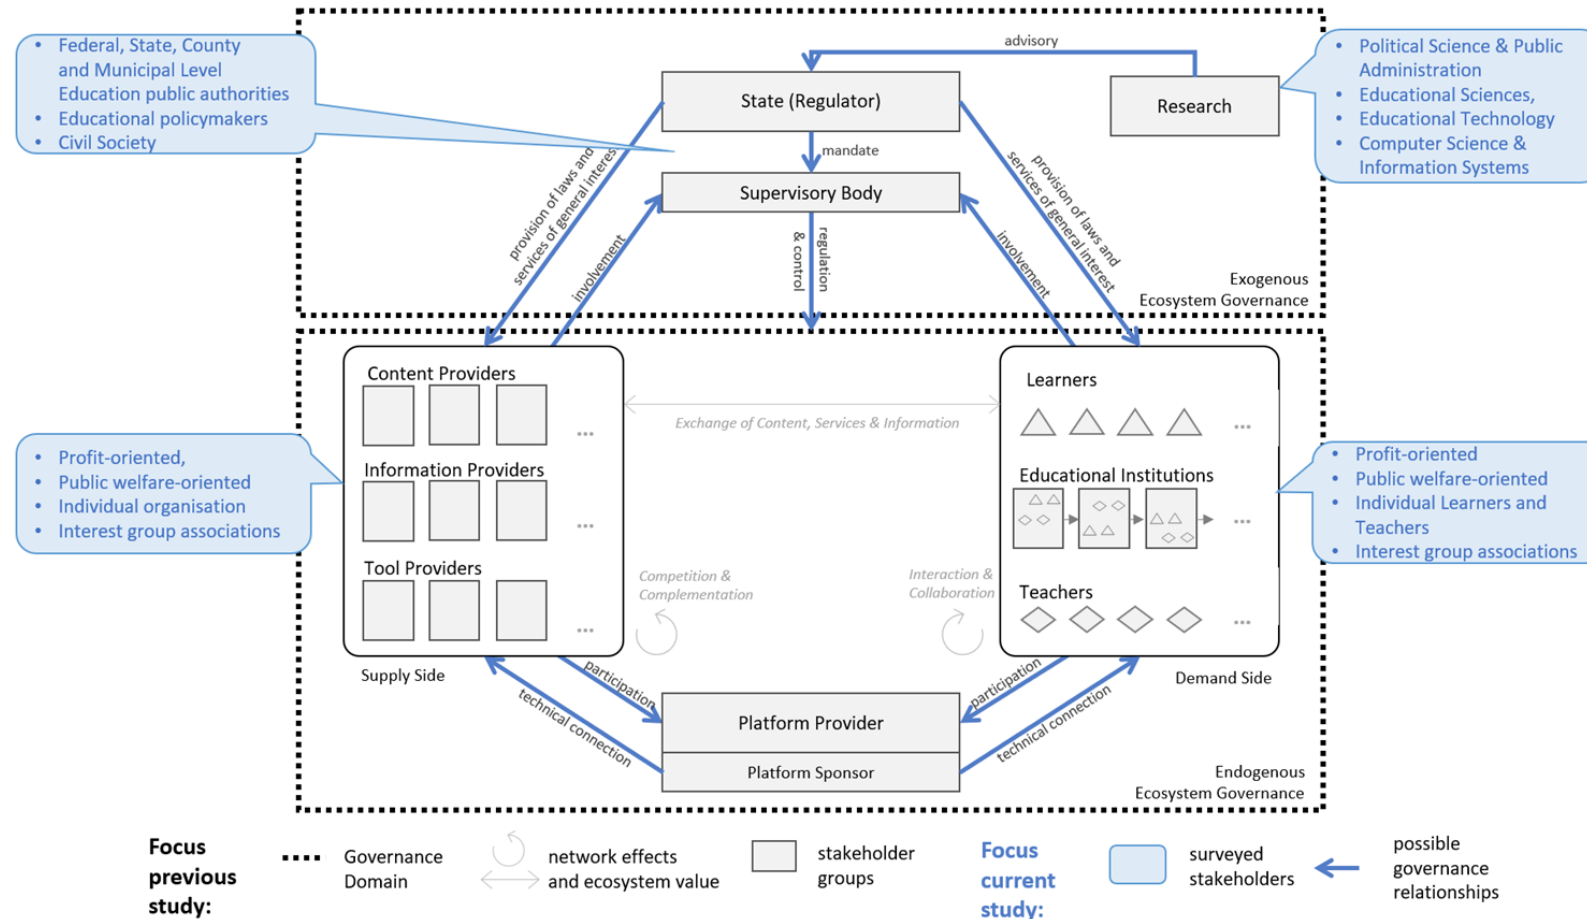 advisory
• Federal, State, County
and Municipal Level
Education public authorities
• Educational policymakers
• Civil Society
State (Regulator)
Research
• Political Science & Public
Administration
• Educational Sciences,
• Educational Technology
• Computer Science &
Information Systems
mandate
Supervisory Body
provision of laws and
services of general interest
involvement
regulation
& control
involvement
provision of laws and
services of general interest
Exogenous
Ecosystem Governance
Content Providers
...
Information Providers
...
Tool Providers
...
Supply Side
Exchange of Content, Services & Information
Competition &
Complementation
Interaction &
Collaboration
Learners
...
Educational Institutions
...
Teachers
...
Demand Side
• Profit-oriented,
• Public welfare-oriented
• Individual organisation
• Interest group associations
• Profit-oriented
• Public welfare-oriented
• Individual Learners and
Teachers
• Interest group associations
participation
technical connection
participation
technical connection
Platform Provider
Platform Sponsor
Endogenous
Ecosystem Governance
Focus
previous
study:
Governance
Domain
network effects
and ecosystem value
stakeholder
groups
Focus
current
study:
surveyed
stakeholders
possible
governance
relationships